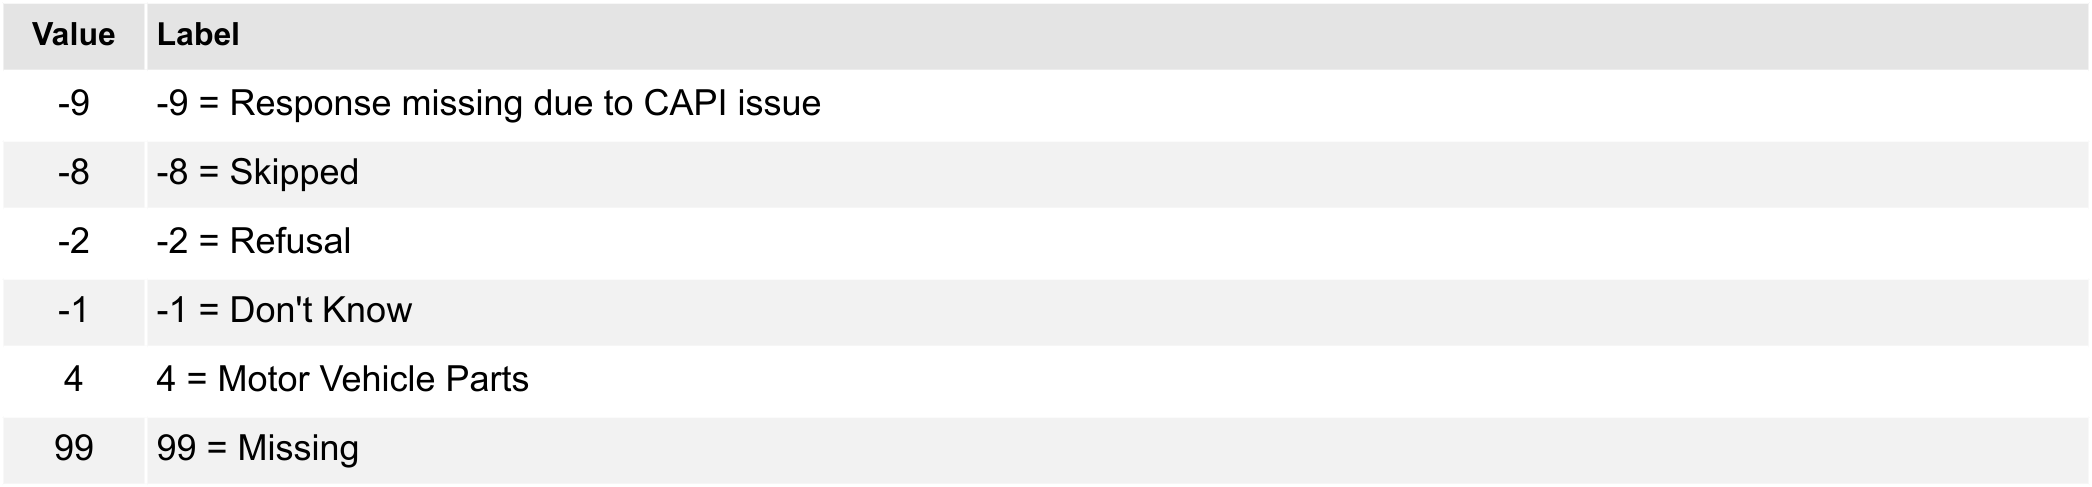 Value Label
-9 -9 = Response missing due to CAPI issue
-8 -8 = Skipped
-2 -2 = Refusal
-1 -1 = Don't Know
4 4 = Motor Vehicle Parts
99 99 = Missing